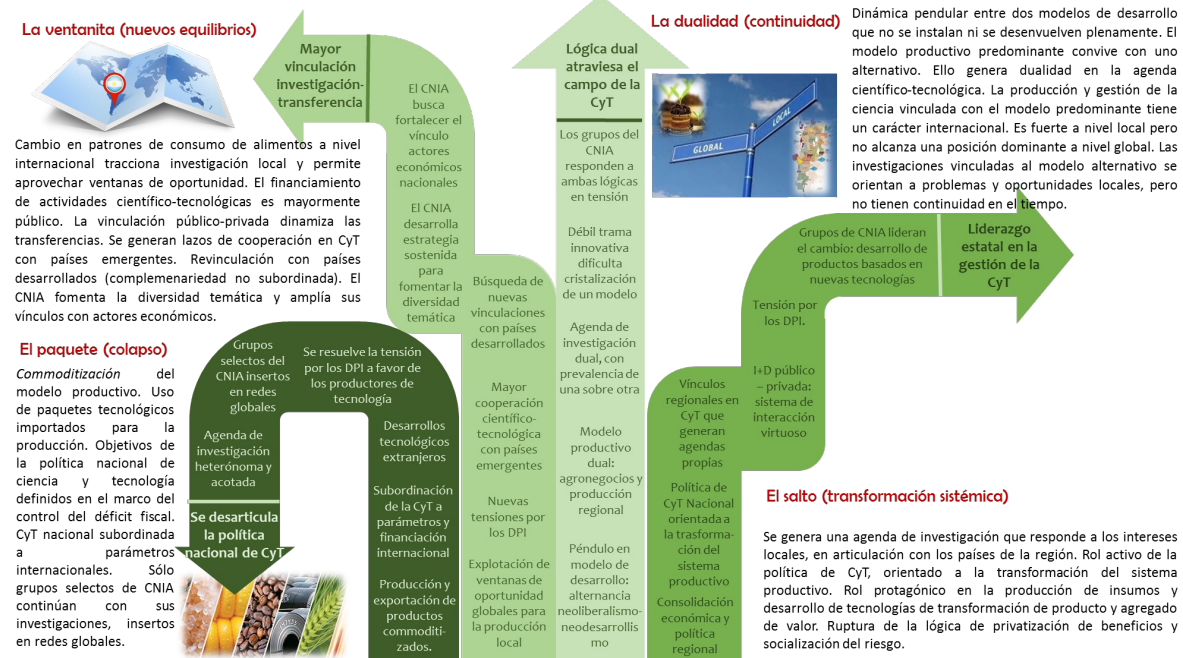 La ventanita (nuevos equilibrios)
Cambio en patrones de consumo de alimentos a nivel
internacional tracciona investigación local y permite
aprovechar ventanas de oportunidad. El financiamiento
de actividades científico-tecnológicas es mayormente
público. La vinculación público-privada dinamiza las
transferencias. Se generan lazos de cooperación en CyT
con países emergentes. Revinculación con países
desarrollados (complemenariedad no subordinada). El
CNIA fomenta la diversidad temática y amplía sus
vínculos con actores económicos.
Mayor
vinculación
investigación-
transferencia
El CNIA
busca
fortalecer el
vínculo
actores
económicos
nacionales
El CNIA
desarrolla
estrategia
sostenida
para
fomentar la
diversidad
temática
Búsqueda de
nuevas
vinculaciones
con países
desarrollados
Mayor
cooperación
científico-
tecnológica
con países
emergentes
Nuevas
tensiones por
los DPI
Explotación de
ventanas de
oportunidad
globales para
la producción
local
El paquete (colapso)
Commoditización del
modelo productivo. Uso
de paquetes tecnológicos
importados para la
producción. Objetivos de
la política nacional de
ciencia y tecnología
definidos en el marco del
control del déficit fiscal.
CyT nacional subordinada
a parámetros
internacionales. Sólo
grupos selectos de CNIA
continúan con sus
investigaciones, insertos
en redes globales.
Grupos
selectos del
CNIA insertos
en redes
globales
Agenda de
investigación
heterónoma y
acotada
Se desarticula
la política
nacional de CyT
Se resuelve la tensión
por los DPI a favor de
los productores de
tecnología
Desarrollos
tecnológicos
extranjeros
Subordinación
de la CyT a
parámetros y
financiación
internacional
Producción y
exportación de
productos
commoditi-
zados.
La dualidad (continuidad)
GLOBAL
LOCAL
Dinámica pendular entre dos modelos de desarrollo
que no se instalan ni se desenvuelven plenamente. El
modelo productivo predominante convive con uno
alternativo. Ello genera dualidad en la agenda
científico-tecnológica. La producción y gestión de la
ciencia vinculada con el modelo predominante tiene
un carácter internacional. Es fuerte a nivel local pero
no alcanza una posición dominante a nivel global. Las
investigaciones vinculadas al modelo alternativo se
orientan a problemas y oportunidades locales, pero
no tienen continuidad en el tiempo.
Lógica dual
atraviesa el
campo de la
CyT
Los grupos del
CNIA
responden a
ambas lógicas
en tensión
Débil trama
innovativa
dificulta
cristalización
de un modelo
Agenda de
investigación
dual, con
prevalencia de
una sobre otra
Modelo
productivo
dual:
agronegocios y
producción
regional
Péndulo en
modelo de
desarrollo:
alternancia
neoliberalismo-
neodesarrollis
mo
Grupos de CNIA lideran
el cambio: desarrollo de
productos basados en
nuevas tecnologías
Liderazgo
estatal en la
gestión de la
CyT
Tensión por
los DPI.
I+D público
– privada:
sistema de
interacción
virtuoso
Vínculos
regionales en
CyT que
generan
agendas
propias
Política de
CyT Nacional
orientada a
la trasforma-
ción del
sistema
productivo
Consolidación
económica y
política
regional
El salto (transformación sistémica)
Se genera una agenda de investigación que responde a los intereses
locales, en articulación con los países de la región. Rol activo de la
política de CyT, orientado a la transformación del sistema
productivo. Rol protagónico en la producción de insumos y
desarrollo de tecnologías de transformación de producto y agregado
de valor. Ruptura de la lógica de privatización de beneficios y
socialización del riesgo.